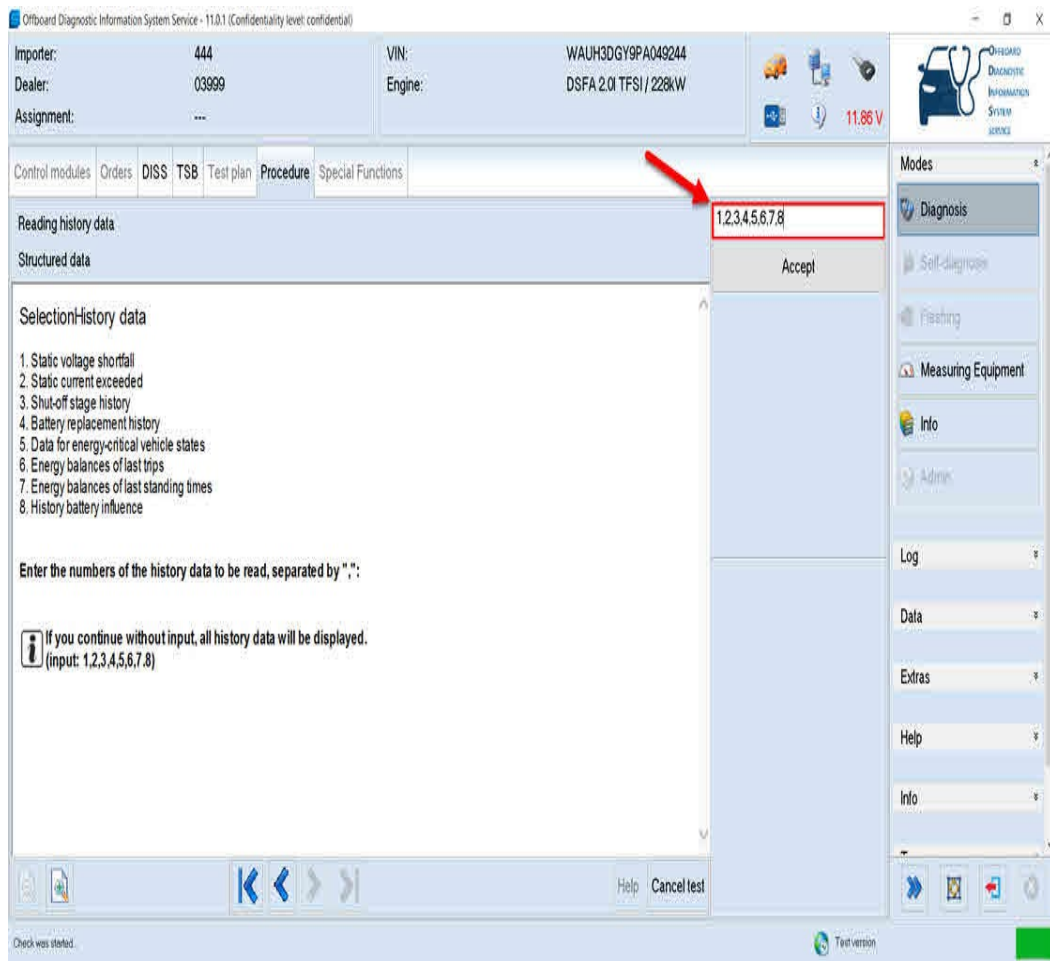 Offboard Diagnostic Information System Service - 11.0.1 (Confidentiality level: confidential)
Importer: 444
Dealer: 03999
Assignment: ---
VIN: WAUH3DGY9PA049244
Engine: DSFA 2.0l TFSI / 228kW
11.86 V
OFFBOARD
DIAGNOSTIC
INFORMATION
SYSTEM
SERVICE
Control modules Orders DISS TSB Test plan Procedure Special Functions
Reading history data
Structured data
1,2,3,4,5,6,7,8
Accept
SelectionHistory data
1. Static voltage shortfall
2. Static current exceeded
3. Shut-off stage history
4. Battery replacement history
5. Data for energy-critical vehicle states
6. Energy balances of last trips
7. Energy balances of last standing times
8. History battery influence
Enter the numbers of the history data to be read, separated by ",":
If you continue without input, all history data will be displayed.
(input: 1,2,3,4,5,6,7.8)
Help
Cancel test
Modes
Diagnosis
Self-diagnosis
Flashing
Measuring Equipment
Info
Admin
Log
Data
Extras
Help
Info
Check was started.
Test version